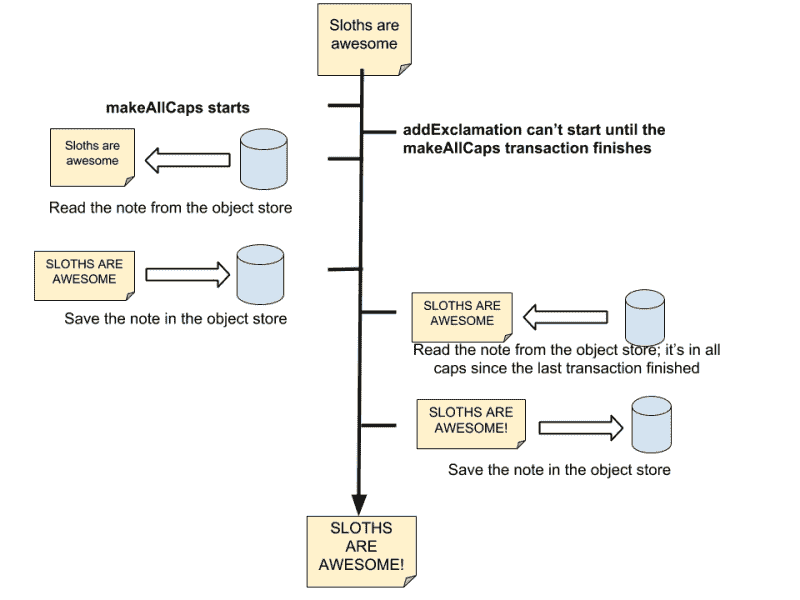 Sloths are
awesome
makeAllCaps starts
addExclamation can't start until the
makeAllCaps transaction finishes
Sloths are
awesome
Read the note from the object store
SLOTHS ARE
AWESOME
Save the note in the object store
SLOTHS ARE
AWESOME
Read the note from the object store; it's in all
caps since the last transaction finished
SLOTHS ARE
AWESOME!
Save the note in the object store
SLOTHS
ARE
AWESOME!